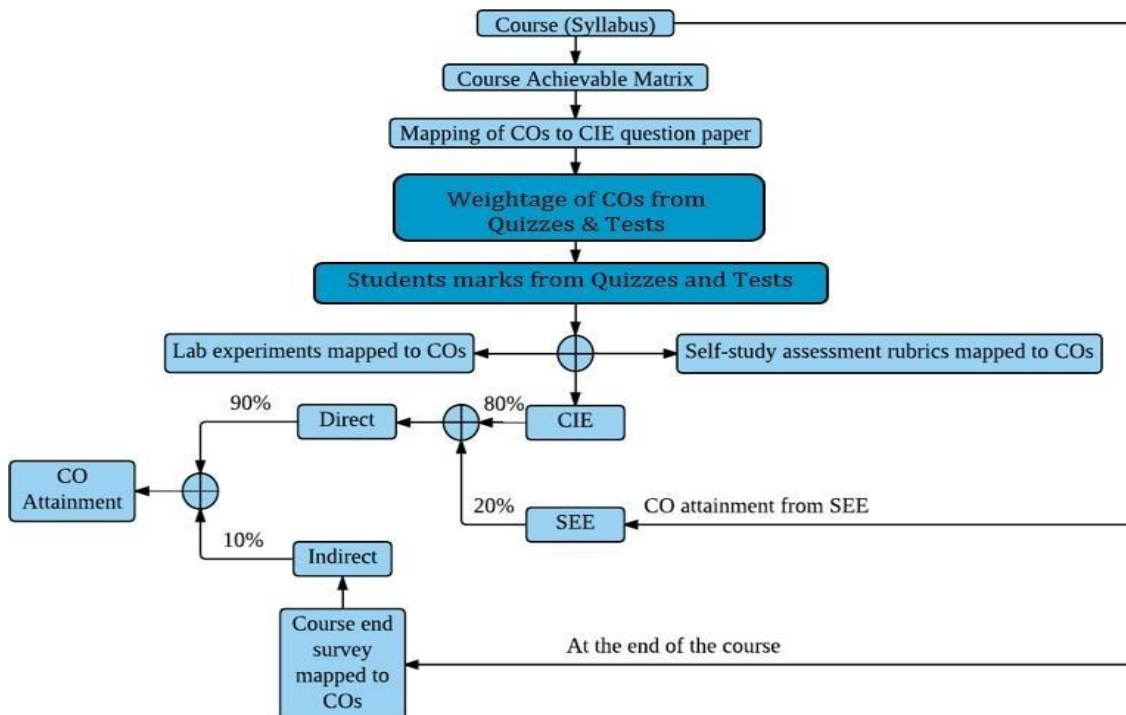 Course (Syllabus)
Course Achievable Matrix
Mapping of COs to CIE question paper
Weightage of COs from
Quizzes & Tests
Students marks from Quizzes and Tests
Lab experiments mapped to COs
Self-study assessment rubrics mapped to COs
90%
Direct
80%
CIE
CO
Attainment
20%
SEE
CO attainment from SEE
10%
Indirect
Course end
survey
mapped to
COs
At the end of the course